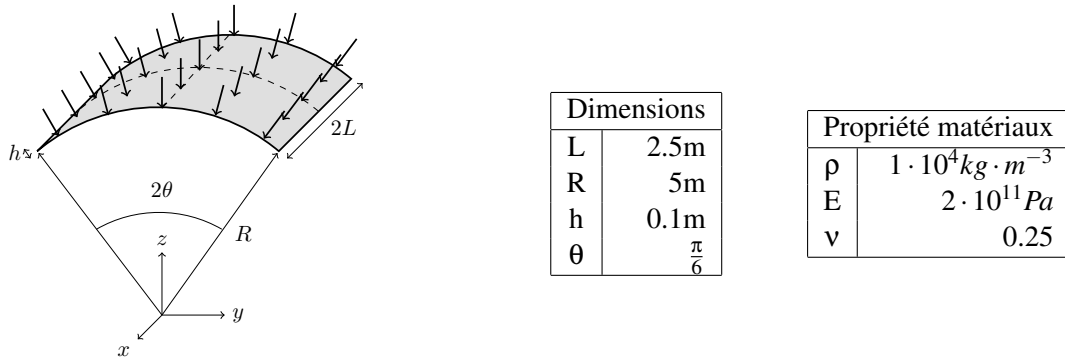 h
2L
2θ
R
z
y
x
Dimensions
L 2.5m
R 5m
h 0.1m
θ π/6
Propriété matériaux
ρ 1 · 10⁴kg · m⁻³
E 2 · 10¹¹Pa
ν 0.25